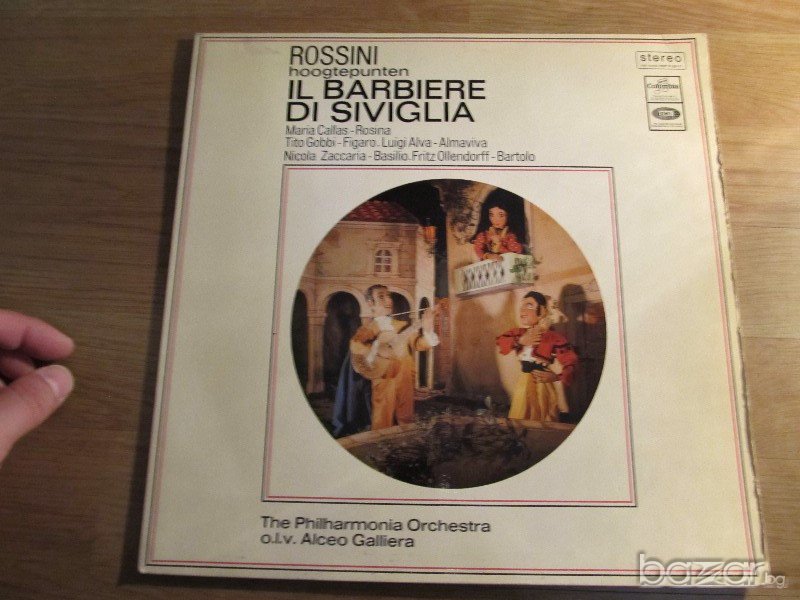 ROSSINI
hoogtepunten
IL BARBIERE
DI SIVIGLIA
Maria Callas - Rosina
Tito Gobbi - Figaro. Luigi Alva - Almaviva
Nicola Zaccaria - Basilio. Fritz Ollendorff - Bartolo
stereo
Columbia
The Philharmonia Orchestra
o.l.v. Alceo Galliera
bazar.bg